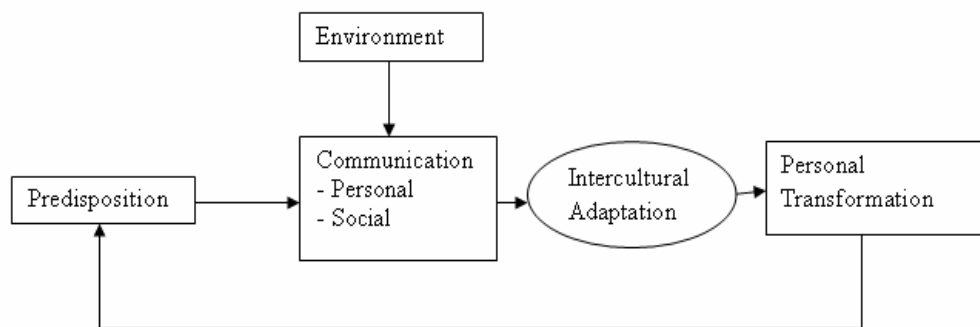 Environment
Predisposition
Communication
- Personal
- Social
Intercultural
Adaptation
Personal
Transformation